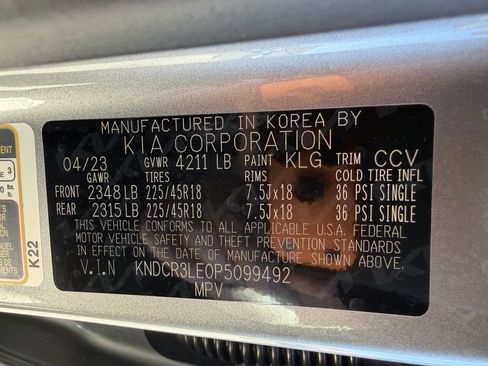 MANUFACTURED IN KOREA BY
KIA CORPORATION
04/23 GVWR 4211 LB PAINT KLG TRIM CCV
GAWR TIRES RIMS COLD TIRE INFL
FRONT 2348 LB 225/45R18 7.5Jx18 36 PSI SINGLE
REAR 2315 LB 225/45R18 7.5Jx18 36 PSI SINGLE
THIS VEHICLE CONFORMS TO ALL APPLICABLE U.S.A. FEDERAL
MOTOR VEHICLE SAFETY AND THEFT PREVENTION STANDARDS
IN EFFECT ON THE DATE OF MANUFACTURE SHOWN ABOVE.
V.I.N KNDCR3LE0P5099492
MPV
K22
3